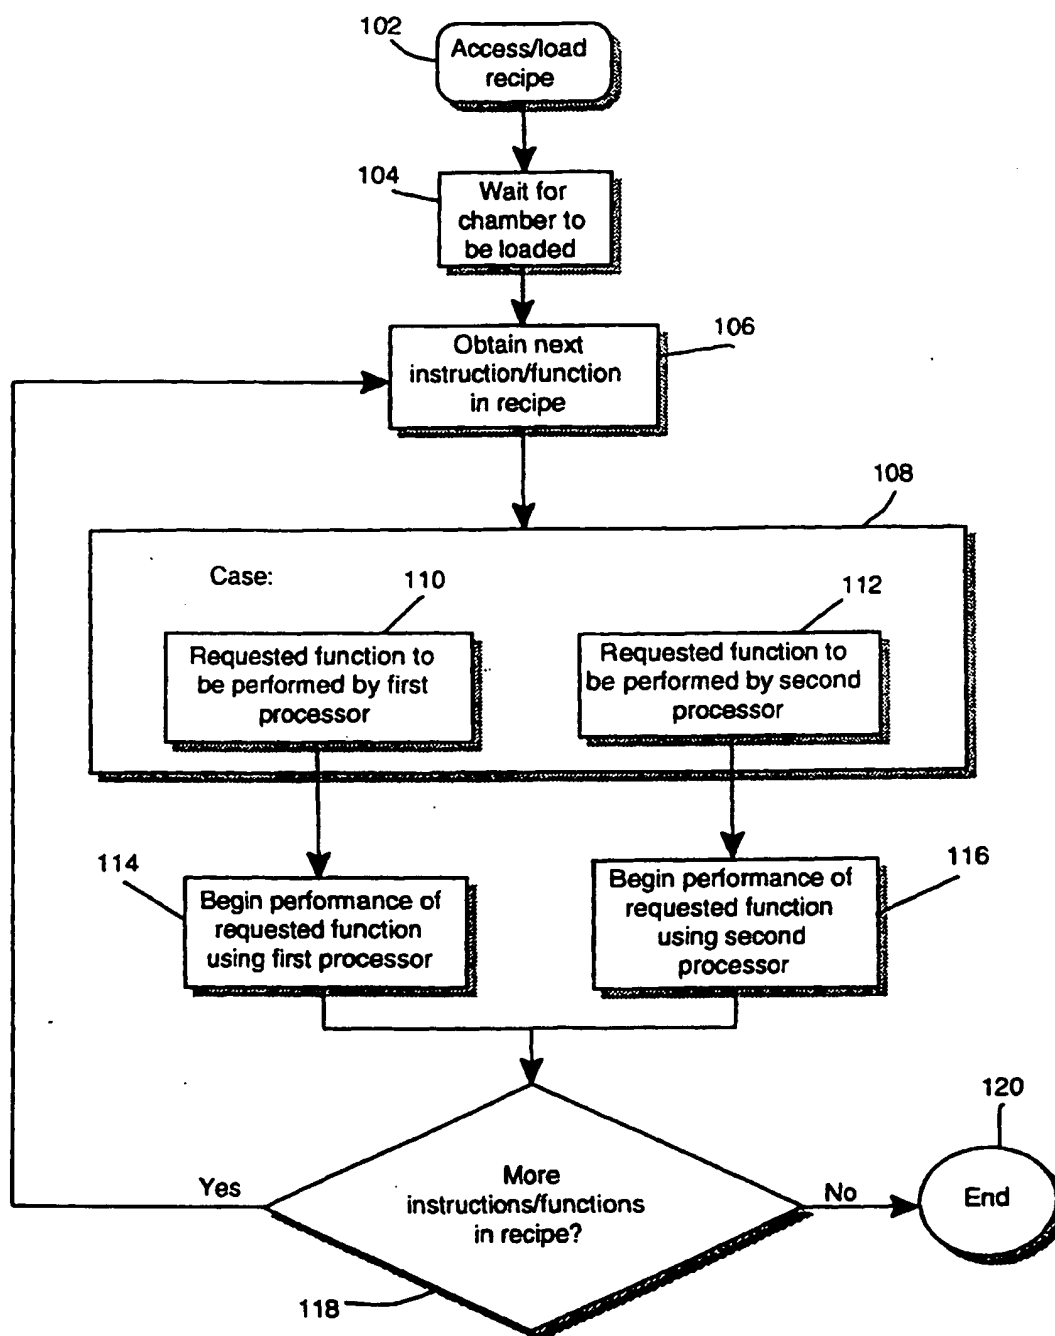 102
Access/load
recipe
104
Wait for
chamber to
be loaded
106
Obtain next
instruction/function
in recipe
108
Case:
110
112
Requested function to
be performed by first
processor
Requested function to
be performed by second
processor
114
116
Begin performance of
requested function
using first processor
Begin performance of
requested function
using second
processor
120
Yes
More
instructions/functions
in recipe?
No
End
118